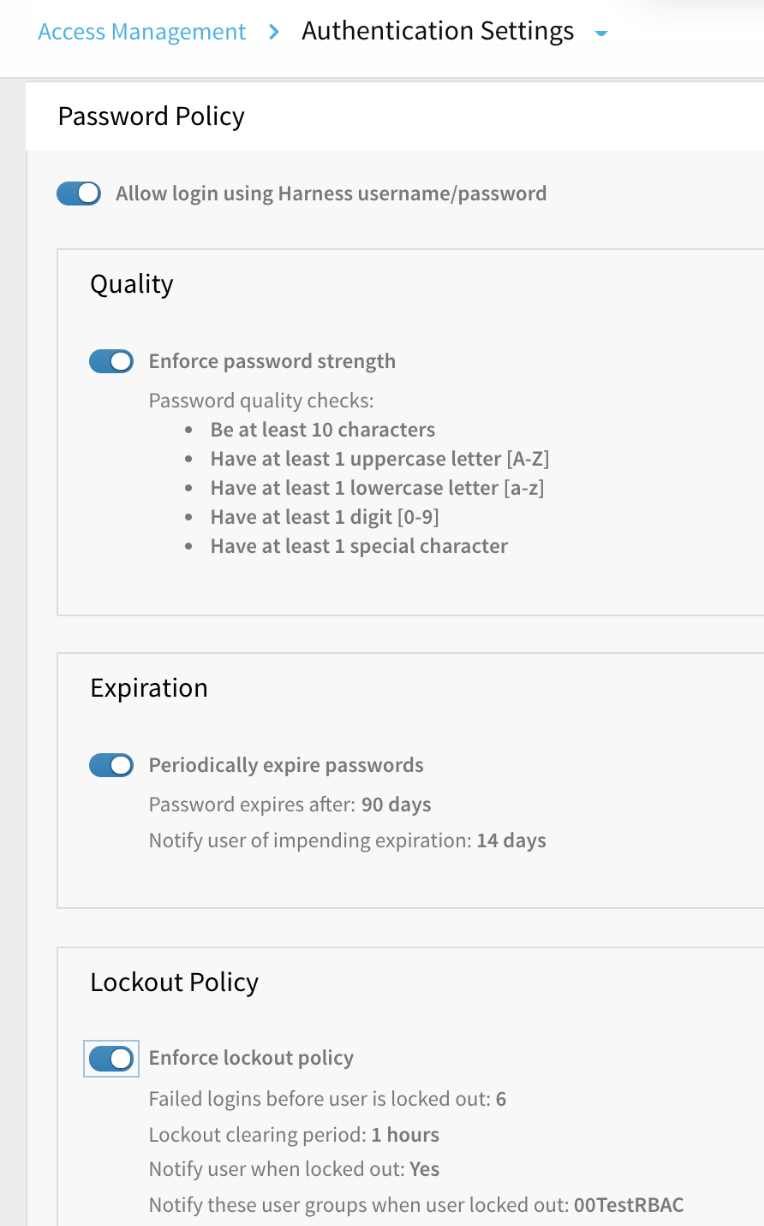 Access Management > Authentication Settings
Password Policy
Allow login using Harness username/password
Quality
Enforce password strength
Password quality checks:
• Be at least 10 characters
• Have at least 1 uppercase letter [A-Z]
• Have at least 1 lowercase letter [a-z]
• Have at least 1 digit [0-9]
• Have at least 1 special character
Expiration
Periodically expire passwords
Password expires after: 90 days
Notify user of impending expiration: 14 days
Lockout Policy
Enforce lockout policy
Failed logins before user is locked out: 6
Lockout clearing period: 1 hours
Notify user when locked out: Yes
Notify these user groups when user locked out: 00TestRBAC